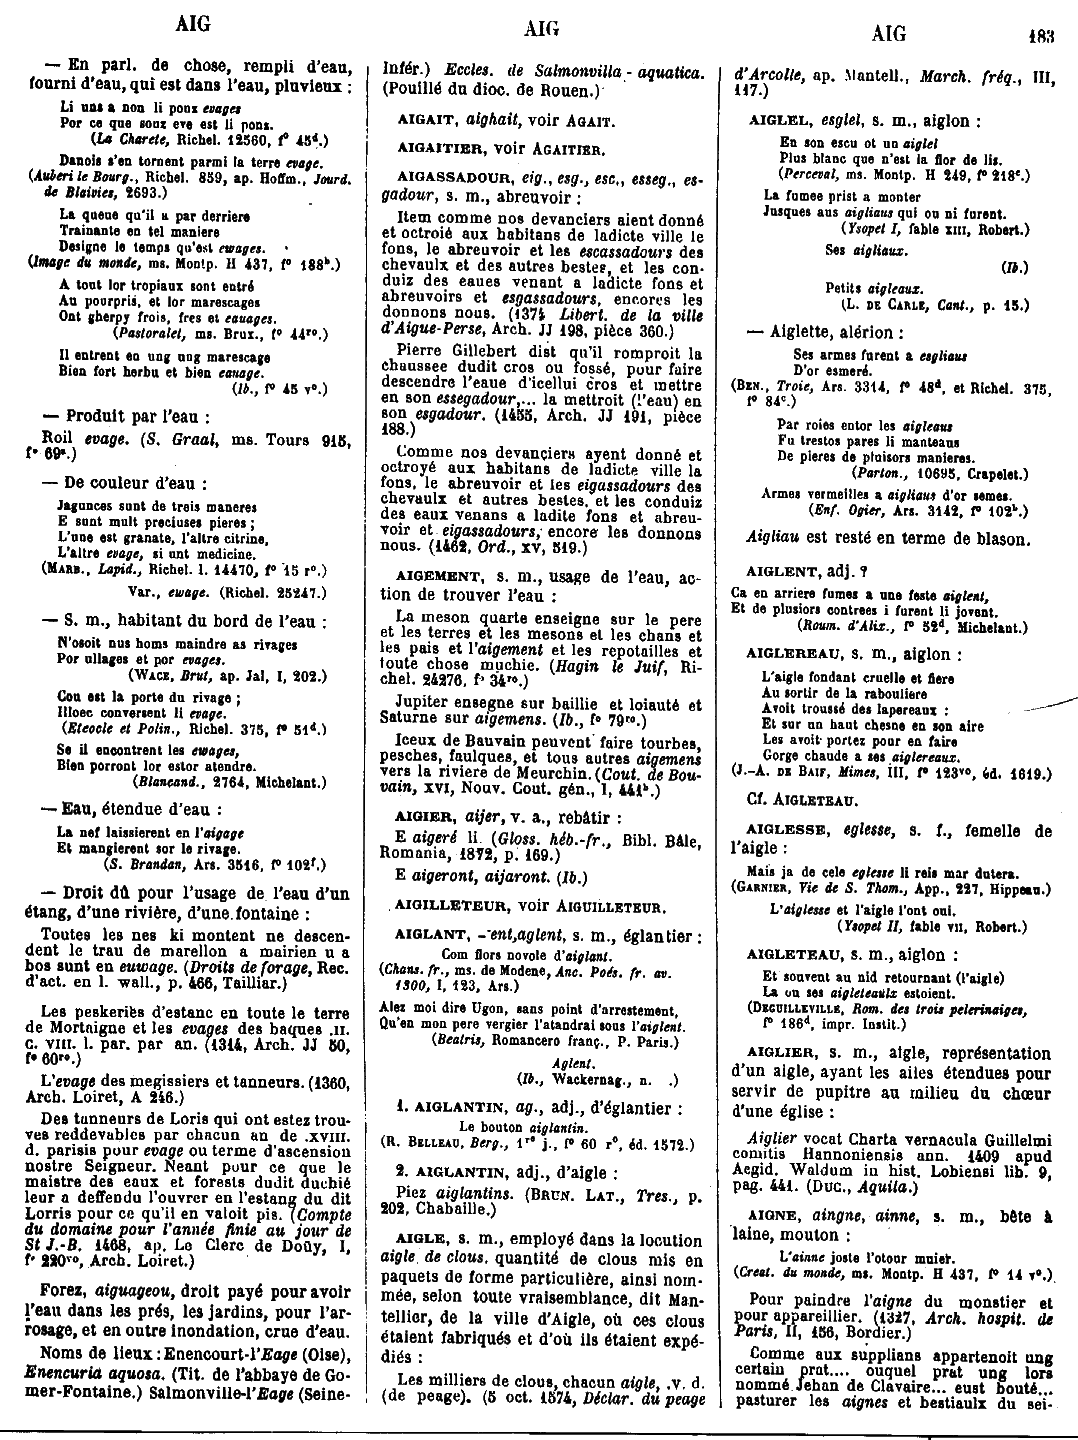 AIG
AIG
AIG
183
— En parl. de chose, rempli d'eau,
fourni d'eau, qui est dans l'eau, pluvieux :
Li uns a non li ponz evages
Por ce que souz eve est li pons.
(La Charete, Richel. 12560, f° 45d.)
Danois s'en tornent parmi la terre evage.
(Auberi le Bourg., Richel. 859, ap. Hoffm., Jourd.
de Blaivies, 2693.)
La queue qu'il a par derriere
Trainante en tel maniere
Designe le temps qu'est ewages.
(Image du monde, ms. Montp. H 437, f° 188b.)
A tout lor tropiaux sont entré
Au pourpris, et lor marescages
Ont gherpy frois, fres et eauages.
(Pastoralet, ms. Brux., f° 44ro.)
Il entrent en ung ung marescage
Bien fort herbu et bien eauage.
(Ib., f° 45 v°.)
— Produit par l'eau :
Roil evage. (S. Graal, ms. Tours 915,
f° 69a.)
— De couleur d'eau :
Jagunces sunt de trois maneres
E sunt mult preciuses pieres ;
L'une est granate, l'altre citrine,
L'altre evage, si unt medicine.
(MARB., Lapid., Richel. l. 14470, f° 15 r°.)
Var., ewage. (Richel. 25247.)
— S. m., habitant du bord de l'eau :
N'osoit nus homs maindre as rivages
Por ullages et por evages.
(WACE, Brut, ap. Jal, I, 202.)
Cou est la porte du rivage ;
Illoec conversent li evage.
(Eteocle et Polin., Richel. 375, f° 51d.)
Se il encontrent les ewages,
Bien porront lor estor atendre.
(Blancand., 2764, Michelant.)
— Eau, étendue d'eau :
La nef laissierent en l'aigage
Et mangierent sor le rivage.
(S. Brandan, Ars. 3516, f° 102f.)
— Droit dû pour l'usage de l'eau d'un
étang, d'une rivière, d'une fontaine :
Toutes les nes ki montent ne descen-
dent le trau de marellon a mairien u a
bos sunt en euwage. (Droits de forage, Rec.
d'act. en l. wall., p. 466, Tailliar.)
Les peskeriès d'estanc en toute le terre
de Mortaigne et les evages des baques .II.
C. VIII. l. par. par an. (1314, Arch. JJ 50,
f° 60ro.)
L'evage des megissiers et tanneurs. (1360,
Arch. Loiret, A 246.)
Des tanneurs de Loris qui ont estez trou-
ves reddevables par chacun an de .XVIII.
d. parisis pour evage ou terme d'ascension
nostre Seigneur. Neant pour ce que le
maistre des eaux et forests dudit duchié
leur a deffendu l'ouvrer en l'estang du dit
Lorris pour ce qu'il en valoit pis. (Compte
du domaine pour l'année finie au jour de
St J.-B. 1468, ap. Le Clerc de Doüy, I,
f° 220vo, Arch. Loiret.)
Forez, aiguageou, droit payé pour avoir
l'eau dans les prés, les jardins, pour l'ar-
rosage, et en outre inondation, crue d'eau.
Noms de lieux : Enencourt-l'Eage (Oise),
Enencuria aquosa. (Tit. de l'abbaye de Go-
mer-Fontaine.) Salmonville-l'Eage (Seine-
Infér.) Eccles. de Salmonvilla - aquatica.
(Pouillé du dioc. de Rouen.)
AIGAIT, aighait, voir AGAIT.
AIGAITIER, voir AGAITIER.
AIGASSADOUR, eig., esg., esc., esseg., es-
gadour, s. m., abreuvoir :
Item comme nos devanciers aient donné
et octroié aux habitans de ladicte ville le
fons, le abreuvoir et les escassadours des
chevaulx et des autres bestes, et les con-
duiz des eaues venant a ladicte fons et
abreuvoirs et esgassadours, encores les
donnons nous. (1374 Libert. de la ville
d'Aigue-Perse, Arch. JJ 198, pièce 360.)
Pierre Gillebert dist qu'il romproit la
chaussee dudit cros ou fossé, pour faire
descendre l'eaue d'icellui cros et mettre
en son essegadour,... la mettroit (l'eau) en
son esgadour. (1455, Arch. JJ 191, pièce
188.)
Comme nos devanciers ayent donné et
octroyé aux habitans de ladicte ville la
fons, le abreuvoir et les eigassadours des
chevaulx et autres bestes, et les conduiz
des eaux venans a ladite fons et abreu-
voir et eigassadours, encore les donnons
nous. (1462, Ord., XV, 519.)
AIGEMENT, s. m., usage de l'eau, ac-
tion de trouver l'eau :
La meson quarte enseigne sur le pere
et les terres et les mesons et les chans et
les pais et l'aigement et les repotailles et
toute chose muchie. (Hagin le Juif, Ri-
chel. 24276, f° 34ro.)
Jupiter ensegne sur baillie et loiauté et
Saturne sur aigemens. (Ib., f° 79ro.)
Iceux de Bauvain peuvent faire tourbes,
pesches, faulques, et tous autres aigemens
vers la riviere de Meurchin. (Cout. de Bou-
vain, XVI, Nouv. Cout. gén., I, 441b.)
AIGIER, aijer, v. a., rebâtir :
E aigeré li. (Gloss. héb.-fr., Bibl. Bâle,
Romania, 1872, p. 169.)
E aigeront, aijaront. (Ib.)
AIGILLETEUR, voir AIGUILLETEUR.
AIGLANT, -ent, aglent, s. m., églantier :
Com flors novole d'aiglant.
(Chans. fr., ms. de Modene, Anc. Poés. fr. av.
1300, I, 123, Ars.)
Alez moi dire Ugon, sans point d'arrestement,
Qu'en mon pere vergier l'atandrai sous l'aiglent.
(Beatris, Romancero franç., P. Paris.)
Aglent.
(Ib., Wackernag., n. .)
1. AIGLANTIN, ag., adj., d'églantier :
Le bouton aiglantin.
(R. BELLEAU, Berg., 1re j., f° 60 r°, éd. 1572.)
2. AIGLANTIN, adj., d'aigle :
Piez aiglantins. (BRUN. LAT., Tres., p.
202, Chabaille.)
AIGLE, s. m., employé dans la locution
aigle de clous, quantité de clous mis en
paquets de forme particulière, ainsi nom-
mée, selon toute vraisemblance, dit Man-
tellier, de la ville d'Aigle, où ces clous
étaient fabriqués et d'où ils étaient expé-
diés :
Les milliers de clous, chacun aigle, .v. d.
(de peage). (5 oct. 1574, Déclar. du peage
d'Arcolle, ap. Mantell., March. fréq., III,
117.)
AIGLEL, esglel, s. m., aiglon :
En son escu ot un aiglel
Plus blanc que n'est la flor de lis.
(Perceval, ms. Montp. H 249, f° 218c.)
La fumee prist a monter
Jusques aus aigliaus qui ou ni furent.
(Ysopet I, fable XIII, Robert.)
Ses aigliaux.
(Ib.)
Petits aigleaux.
(L. DE CARLE, Cant., p. 15.)
— Aiglette, alérion :
Ses armes furent a esgliaus
D'or esmeré.
(BEN., Troie, Ars. 3314, f° 48d, et Richel. 375,
f° 84c.)
Par roies entor les aigleaus
Fu trestos pares li manteaus
De pieres de plusors manieres.
(Parton., 10695, Crapelet.)
Armes vermeilles a aigliaus d'or semes.
(Enf. Ogier, Ars. 3142, f° 102b.)
Aigliau est resté en terme de blason.
AIGLENT, adj. ?
Ca en arriere fumes a une feste aiglent,
Et de plusiors contrees i furent li jovent.
(Roum. d'Alix., f° 52d, Michelant.)
AIGLEREAU, s. m., aiglon :
L'aigle fondant cruelle et fiere
Au sortir de la rabouliere
Avoit troussé des lapereaux :
Et sur un haut chesne en son aire
Les avoit portez pour en faire
Gorge chaude a ses aiglereaux.
(J.-A. DE BAIF, Mimes, III, f° 123vo, éd. 1619.)
Cf. AIGLETEAU.
AIGLESSE, eglesse, s. f., femelle de
l'aigle :
Mais ja de cele eglesse li reis mar dutera.
(GARNIER, Vie de S. Thom., App., 227, Hippeau.)
L'aiglesse et l'aigle l'ont oui.
(Ysopet II, fable VII, Robert.)
AIGLETEAU, s. m., aiglon :
Et souvent au nid retournant (l'aigle)
La ou ses aigleteaulx estoient.
(DEGUILLEVILLE, Rom. des trois pelerinaiges,
f° 186d, impr. Instit.)
AIGLIER, s. m., aigle, représentation
d'un aigle, ayant les ailes étendues pour
servir de pupitre au milieu du chœur
d'une église :
Aiglier vocat Charta vernacula Guillelmi
comitis Hannoniensis ann. 1409 apud
Aegid. Waldum in hist. Lobiensi lib. 9,
pag. 441. (DUC., Aquila.)
AIGNE, aingne, ainne, s. m., bête à
laine, mouton :
L'ainne joste l'otour muier.
(Creat. du monde, ms. Montp. H 437, f° 14 v°.)
Pour paindre l'aigne du monstier et
pour appareillier. (1327, Arch. hospit. de
Paris, II, 156, Bordier.)
Comme aux supplians appartenoit ung
certain prat.... ouquel prat ung lors
nommé Jehan de Clavaire... eust bouté...
pasturer les aignes et bestiaulx du sei-